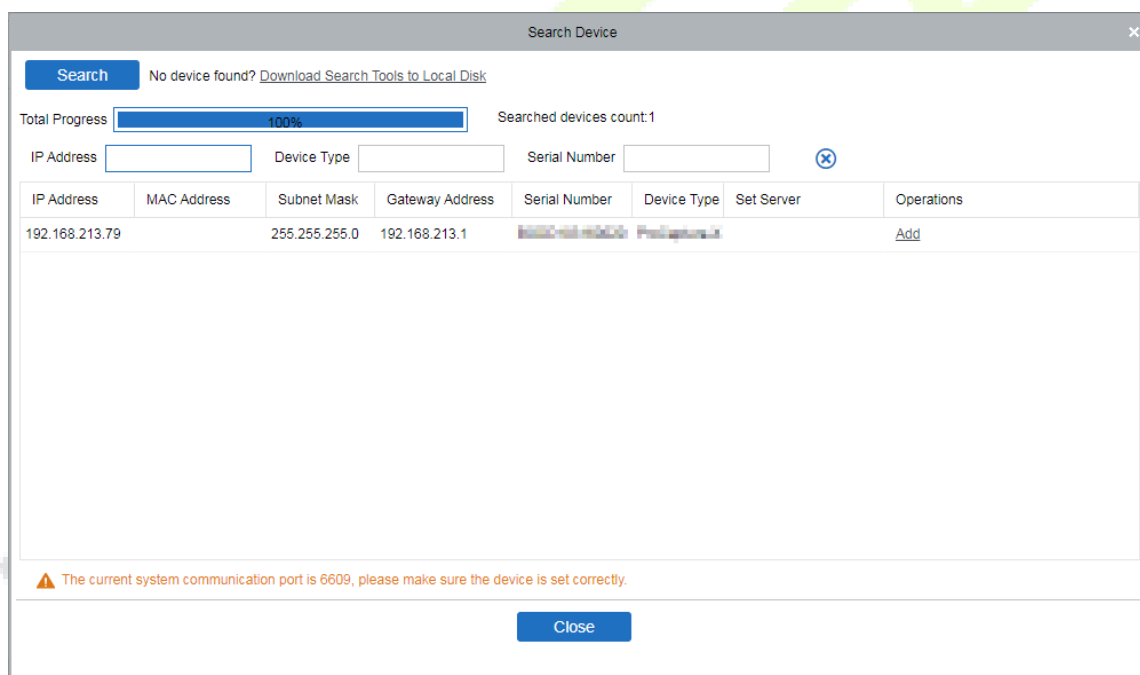 Search Device
Search No device found? Download Search Tools to Local Disk
Total Progress 100% Searched devices count:1
IP Address Device Type Serial Number
IP Address MAC Address Subnet Mask Gateway Address Serial Number Device Type Set Server Operations
192.168.213.79 255.255.255.0 192.168.213.1 Add
The current system communication port is 6609, please make sure the device is set correctly.
Close